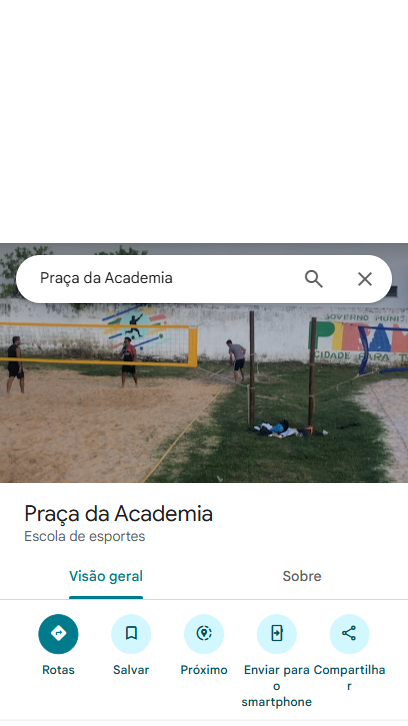 Praça da Academia
GOVERNO MUNI
CIDADE PARA T
Praça da Academia
Escola de esportes
Visão geral
Sobre
Rotas
Salvar
Próximo
Enviar para
o
smartphone
Compartilha
r